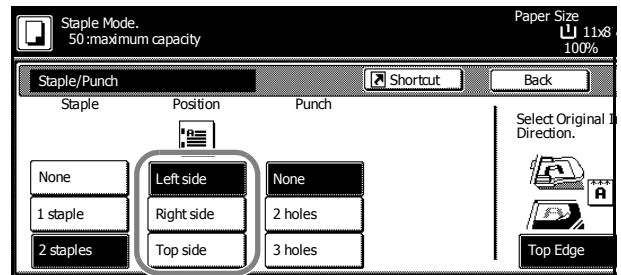 Staple Mode.
50 :maximum capacity
Paper Size
11x8
100%
Staple/Punch
Shortcut
Back
Staple
Position
Punch
Select Original
Direction.
None
Left side
None
1 staple
Right side
2 holes
2 staples
Top side
3 holes
Top Edge